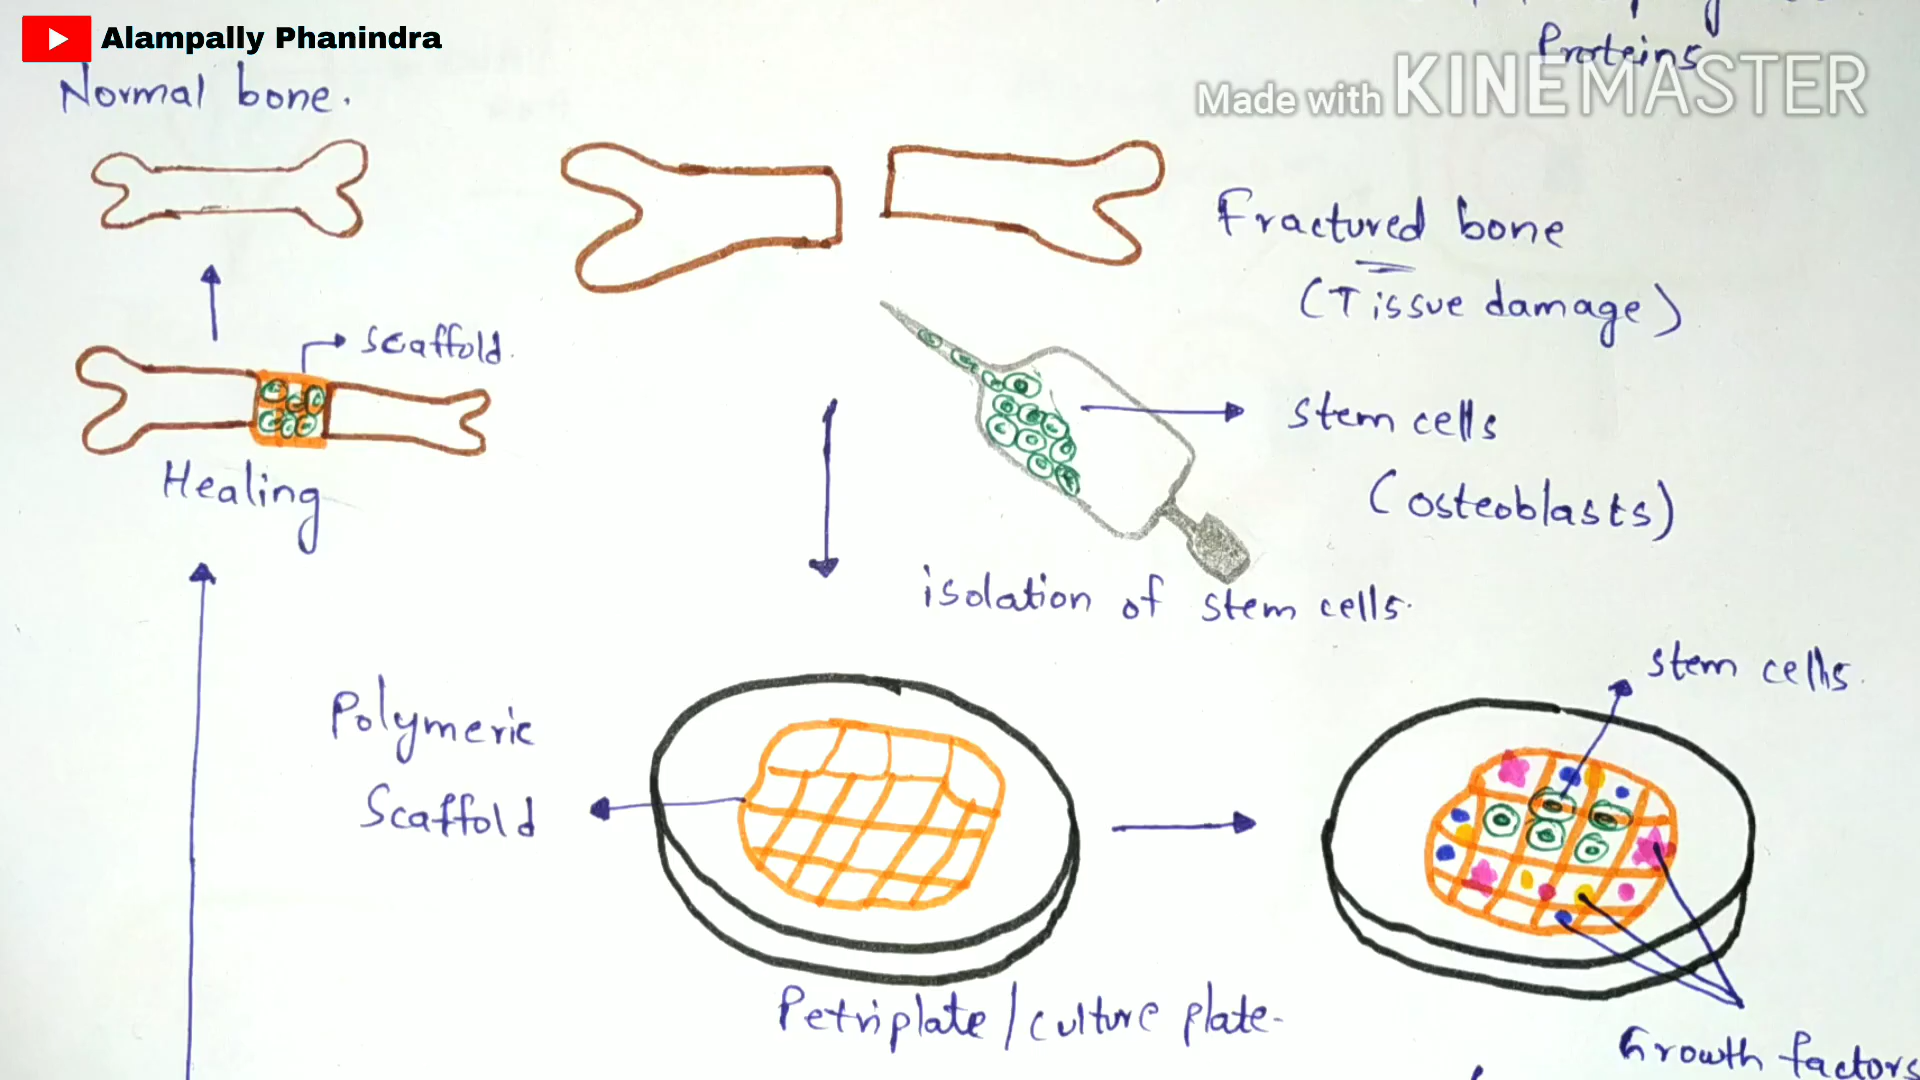 Alampally Phanindra
Proteins
Made with KINEMASTER
Normal bone.
Fractured bone
(Tissue damage)
scaffold.
stem cells
(osteoblasts)
Healing
isolation of stem cells.
stem cells.
Polymeric
Scaffold
Petriplate/culture plate-
Growth factors